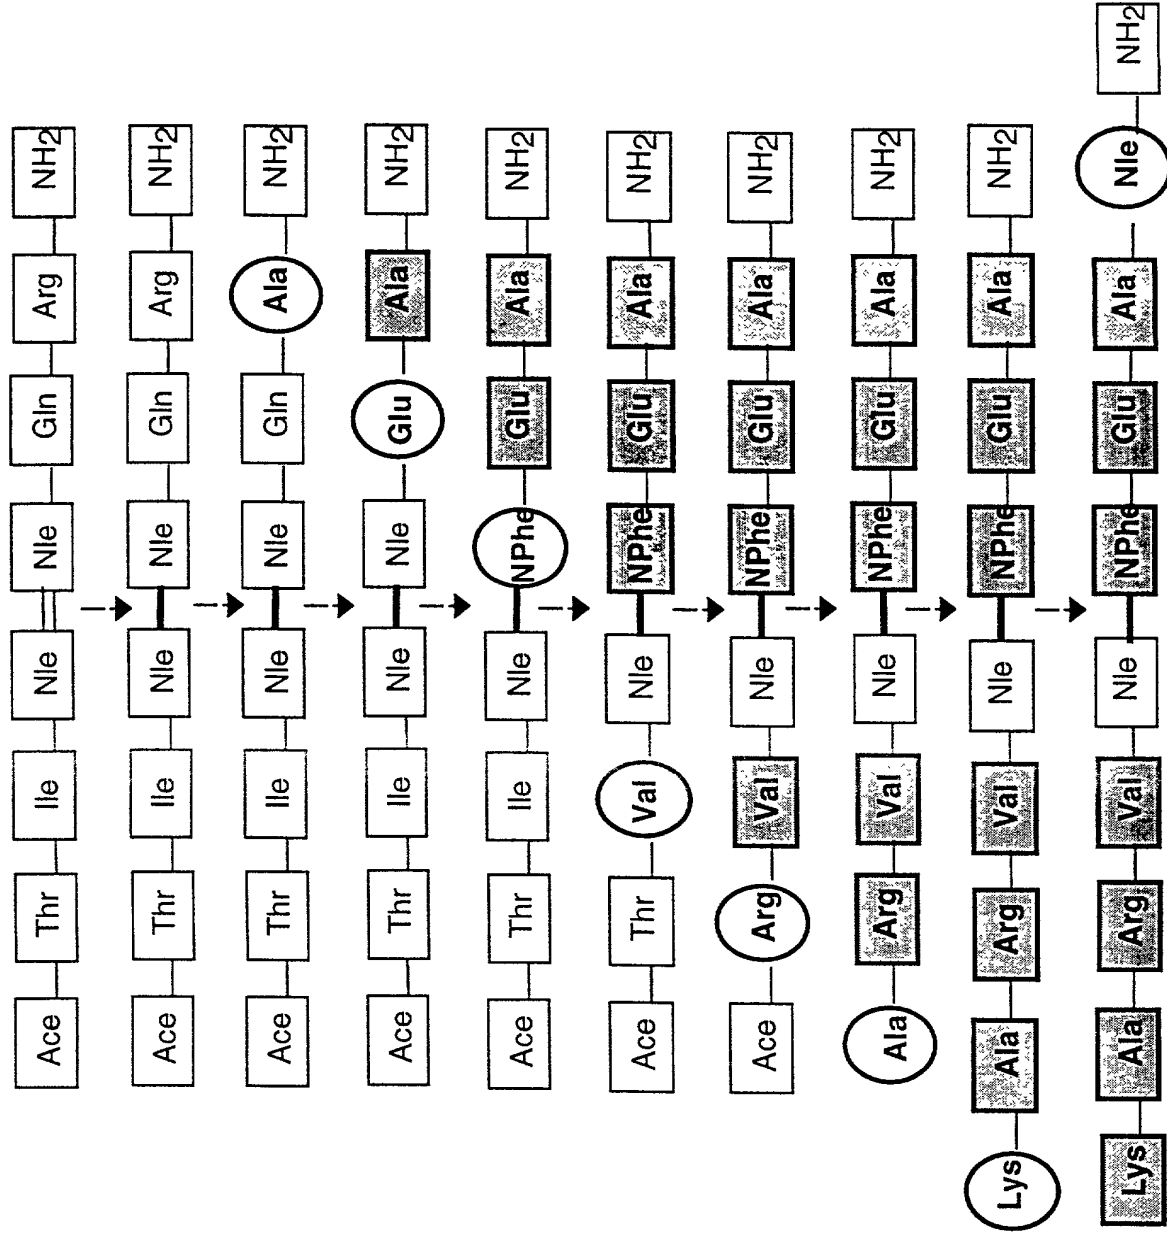 Ace Thr Ile Nle Nle Gln Arg NH2
Ace Thr Ile Nle Nle Gln Arg NH2
Ace Thr Ile Nle Nle Gln Ala NH2
Ace Thr Ile Nle Nle Glu Ala NH2
Ace Thr Ile Nle NPhe Glu Ala NH2
Ace Thr Val Nle NPhe Glu Ala NH2
Ace Arg Val Nle NPhe Glu Ala NH2
Ala Arg Val Nle NPhe Glu Ala NH2
Lys Ala Arg Val Nle NPhe Glu Ala NH2
Lys Ala Arg Val Nle NPhe Glu Ala Nle NH2